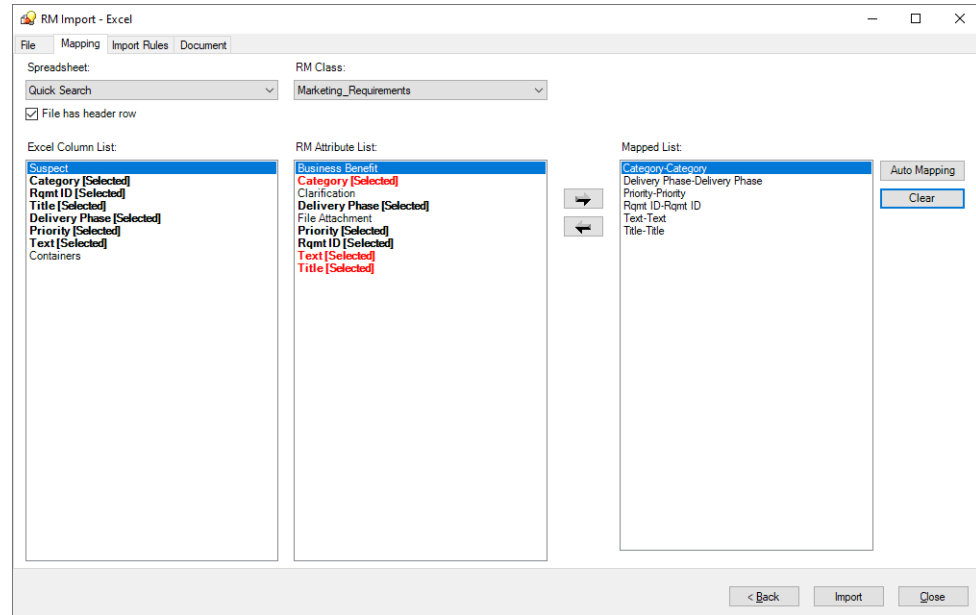 RM Import - Excel
File Mapping Import Rules Document
Spreadsheet: RM Class:
Quick Search Marketing_Requirements
File has header row
Excel Column List: RM Attribute List: Mapped List:
Suspect
Category [Selected]
Rqmt ID [Selected]
Title [Selected]
Delivery Phase [Selected]
Priority [Selected]
Text [Selected]
Containers
Business Benefit
Category [Selected]
Clarification
Delivery Phase [Selected]
File Attachment
Priority [Selected]
Rqmt ID [Selected]
Text [Selected]
Title [Selected]
Category-Category
Delivery Phase-Delivery Phase
Priority-Priority
Rqmt ID-Rqmt ID
Text-Text
Title-Title
Auto Mapping
Clear
< Back Import Close